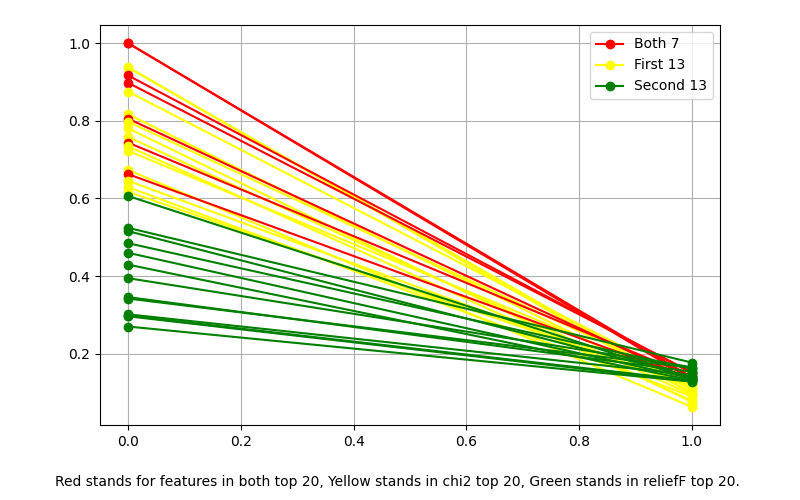 1.0
0.8
0.6
0.4
0.2
0.0 0.2 0.4 0.6 0.8 1.0
Both 7
First 13
Second 13
Red stands for features in both top 20, Yellow stands in chi2 top 20, Green stands in reliefF top 20.